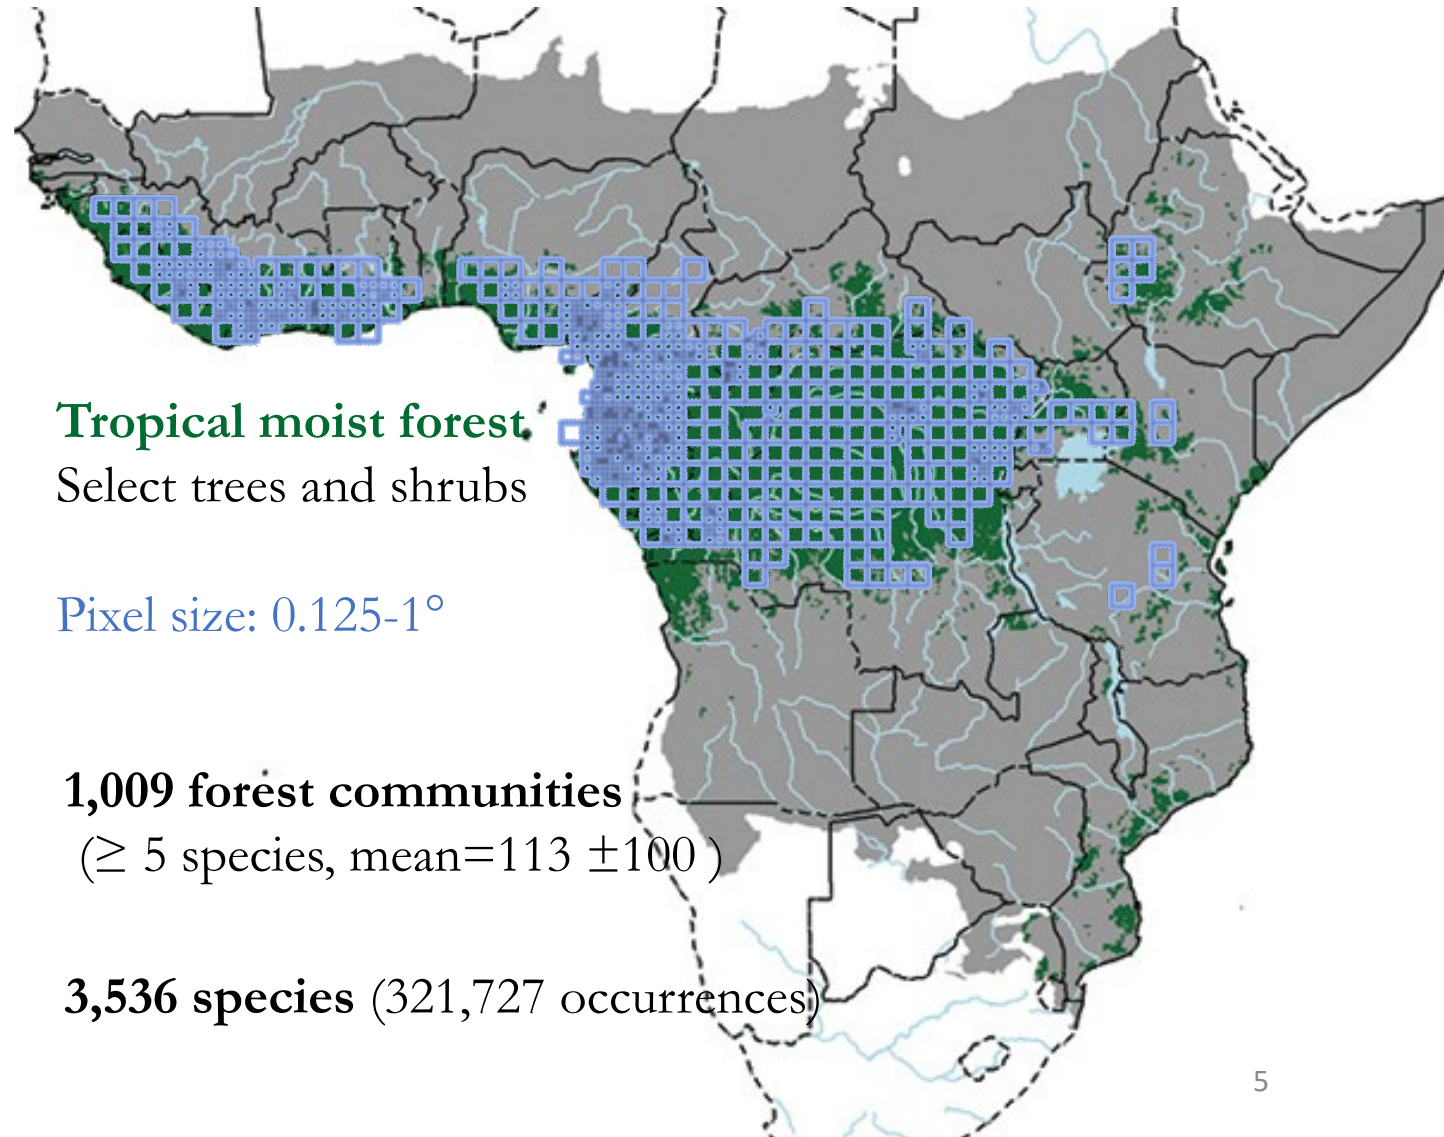 Tropical moist forest
Select trees and shrubs
Pixel size: 0.125-1°
1,009 forest communities
(≥ 5 species, mean=113 ±100 )
3,536 species (321,727 occurrences)
5